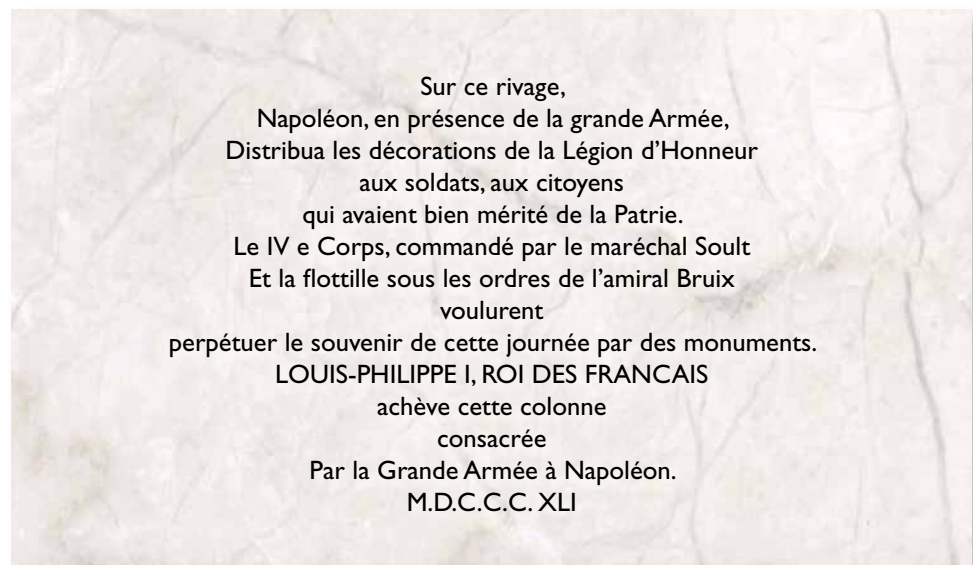 Sur ce rivage,
Napoléon, en présence de la grande Armée,
Distribua les décorations de la Légion d’Honneur
aux soldats, aux citoyens
qui avaient bien mérité de la Patrie.
Le IV e Corps, commandé par le maréchal Soult
Et la flottille sous les ordres de l’amiral Bruix
voulurent
perpétuer le souvenir de cette journée par des monuments.
LOUIS-PHILIPPE I, ROI DES FRANCAIS
achève cette colonne
consacrée
Par la Grande Armée à Napoléon.
M.D.C.C.C. XLI